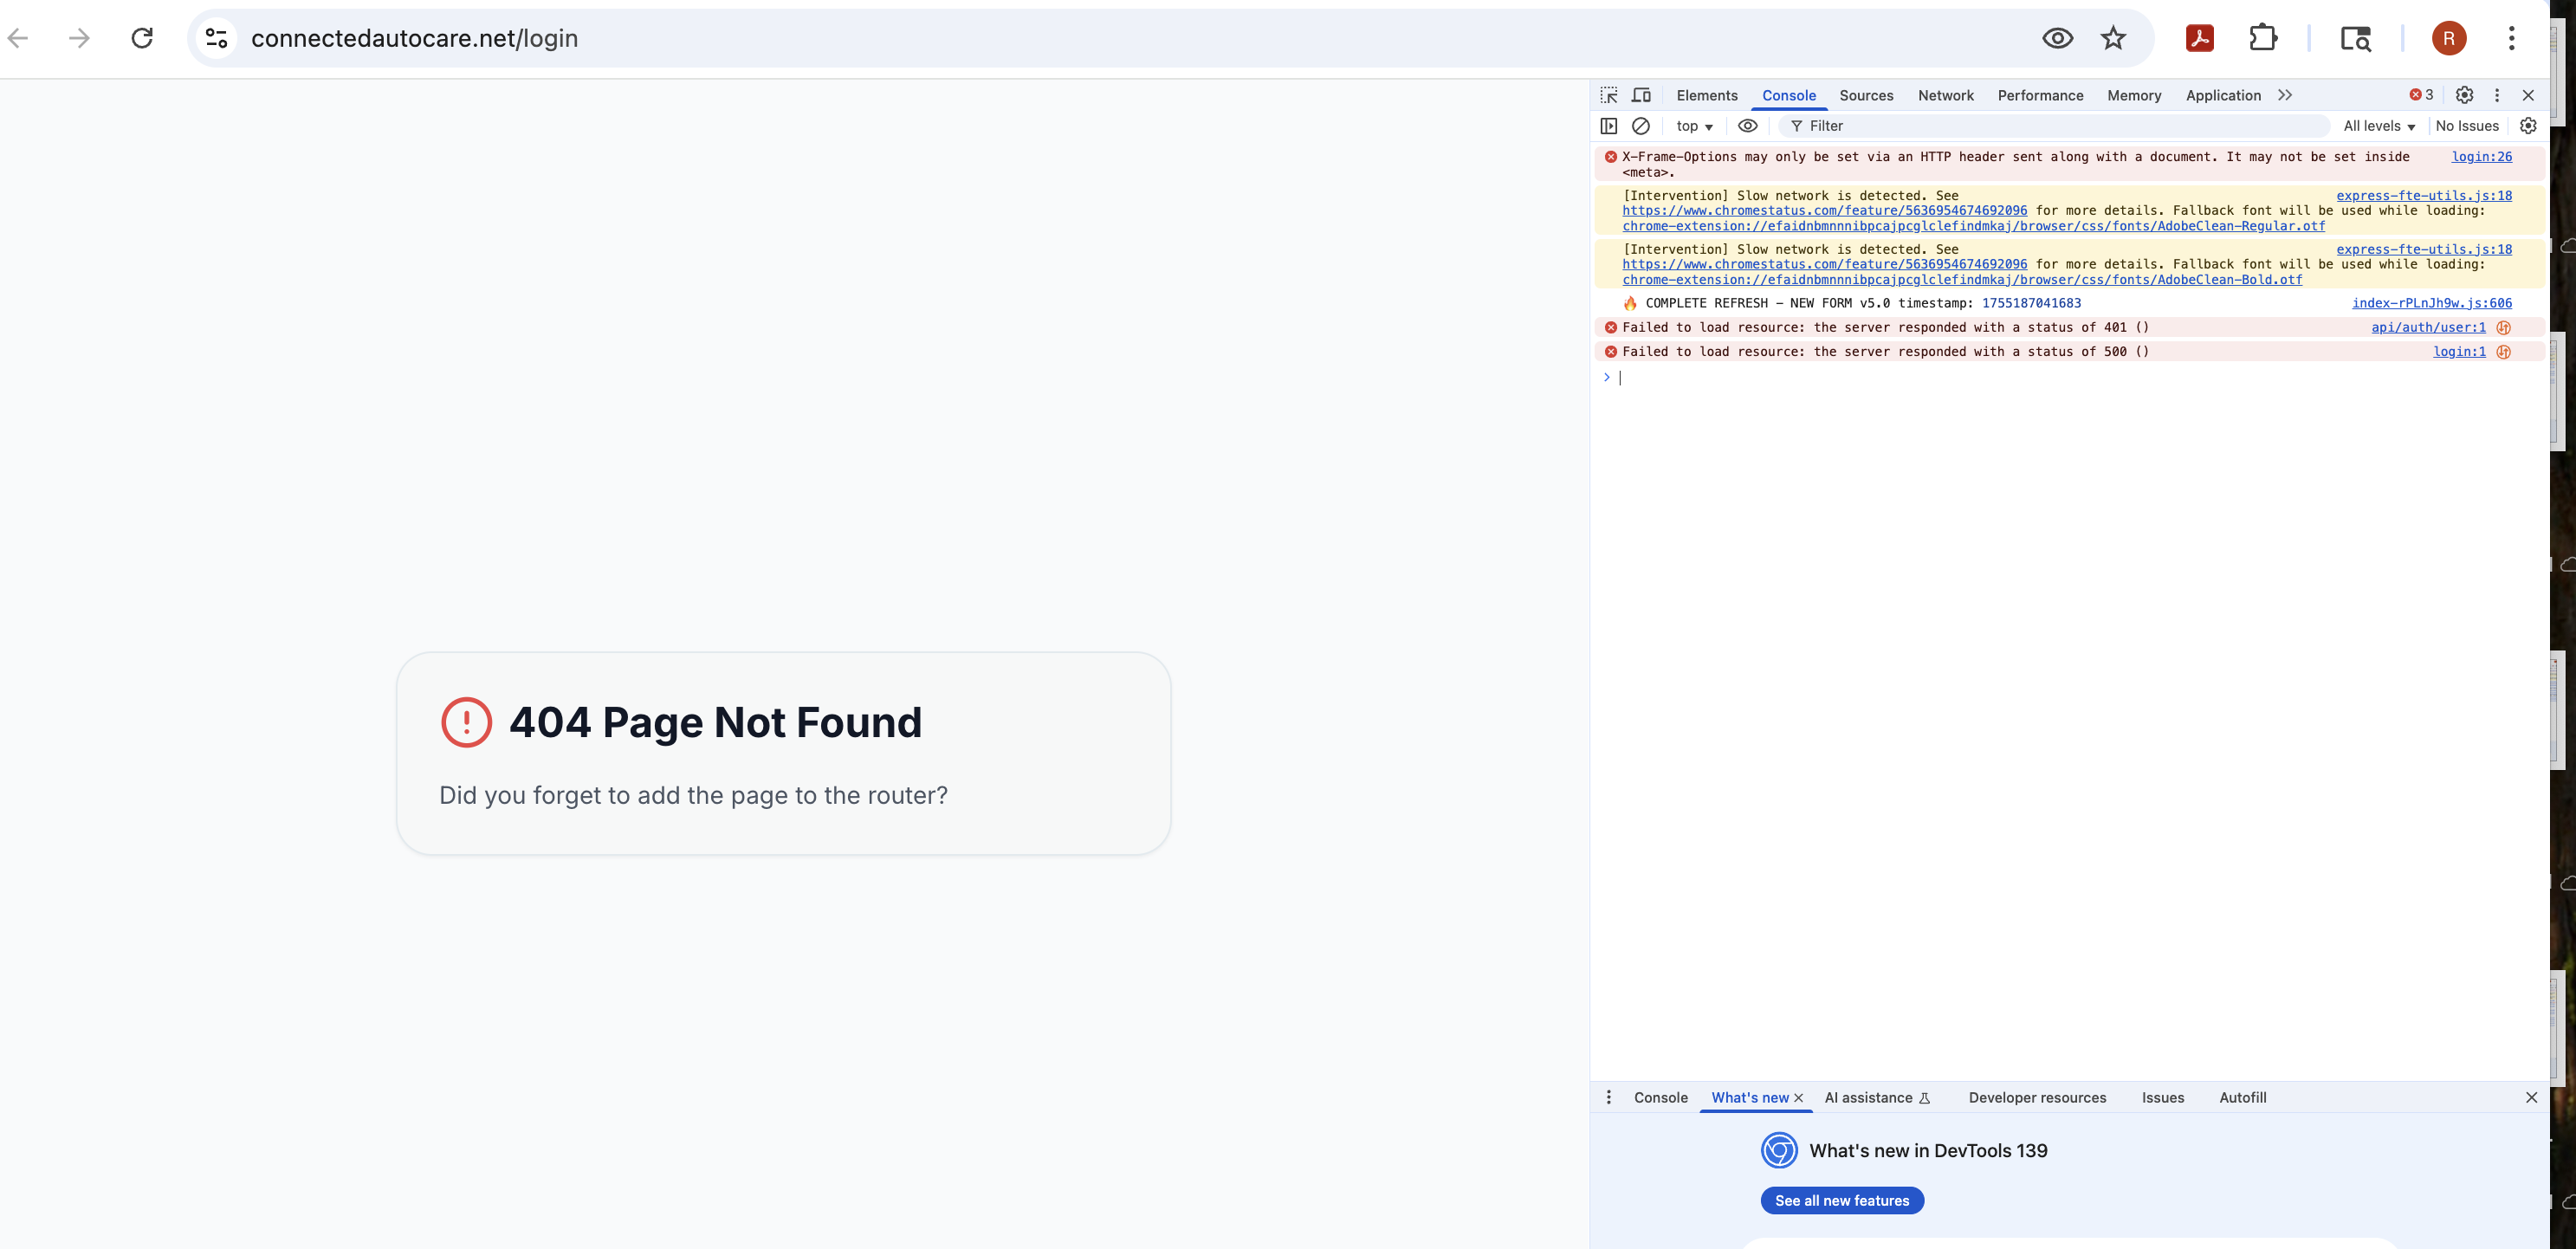 connectedautocare.net/login
R
Elements Console Sources Network Performance Memory Application 3
top Filter All levels No Issues
X-Frame-Options may only be set via an HTTP header sent along with a document. It may not be set inside login:26
<meta>.
[Intervention] Slow network is detected. See express-fte-utils.js:18
https://www.chromestatus.com/feature/5636954674692096 for more details. Fallback font will be used while loading:
chrome-extension://efaidnbmnnnibpcajpcglclefindmkaj/browser/css/fonts/AdobeClean-Regular.otf
[Intervention] Slow network is detected. See express-fte-utils.js:18
https://www.chromestatus.com/feature/5636954674692096 for more details. Fallback font will be used while loading:
chrome-extension://efaidnbmnnnibpcajpcglclefindmkaj/browser/css/fonts/AdobeClean-Bold.otf
🔥 COMPLETE REFRESH - NEW FORM v5.0 timestamp: 1755187041683 index-rPLnJh9w.js:606
Failed to load resource: the server responded with a status of 401 () api/auth/user:1
Failed to load resource: the server responded with a status of 500 () login:1
404 Page Not Found
Did you forget to add the page to the router?
Console What's new AI assistance Developer resources Issues Autofill
What's new in DevTools 139
See all new features